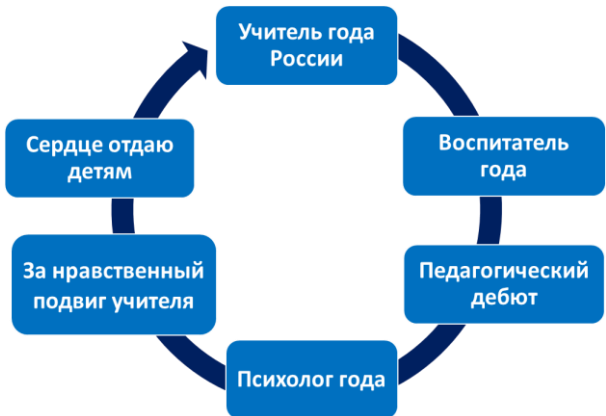 Учитель года
России
Воспитатель
года
Педагогический
дебют
Психолог года
За нравственный
подвиг учителя
Сердце отдаю
детям